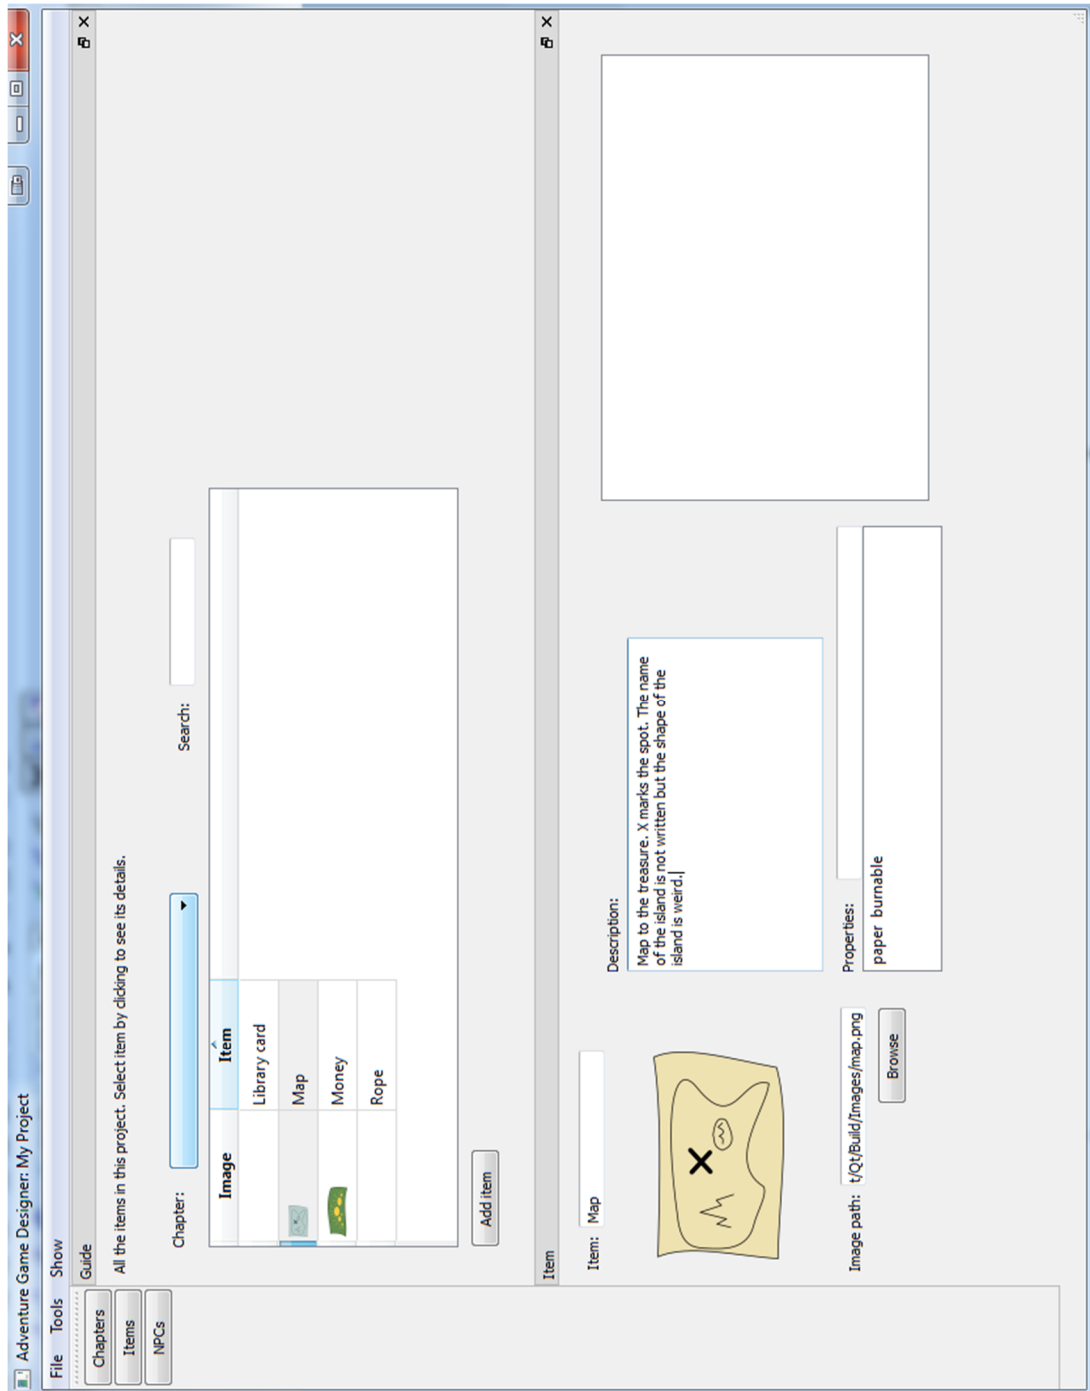 Adventure Game Designer: My Project
File Tools Show
Chapters
Items
NPCs
Guide
All the items in this project. Select item by clicking to see its details.
Chapter:
Search:
Image Item
Library card
Map
Money
Rope
Add item
Item
Item: Map
Description:
Map to the treasure. X marks the spot. The name
of the island is not written but the shape of the
island is weird.
Image path: t/Qt/Build/Images/map.png
Browse
Properties:
paper burnable